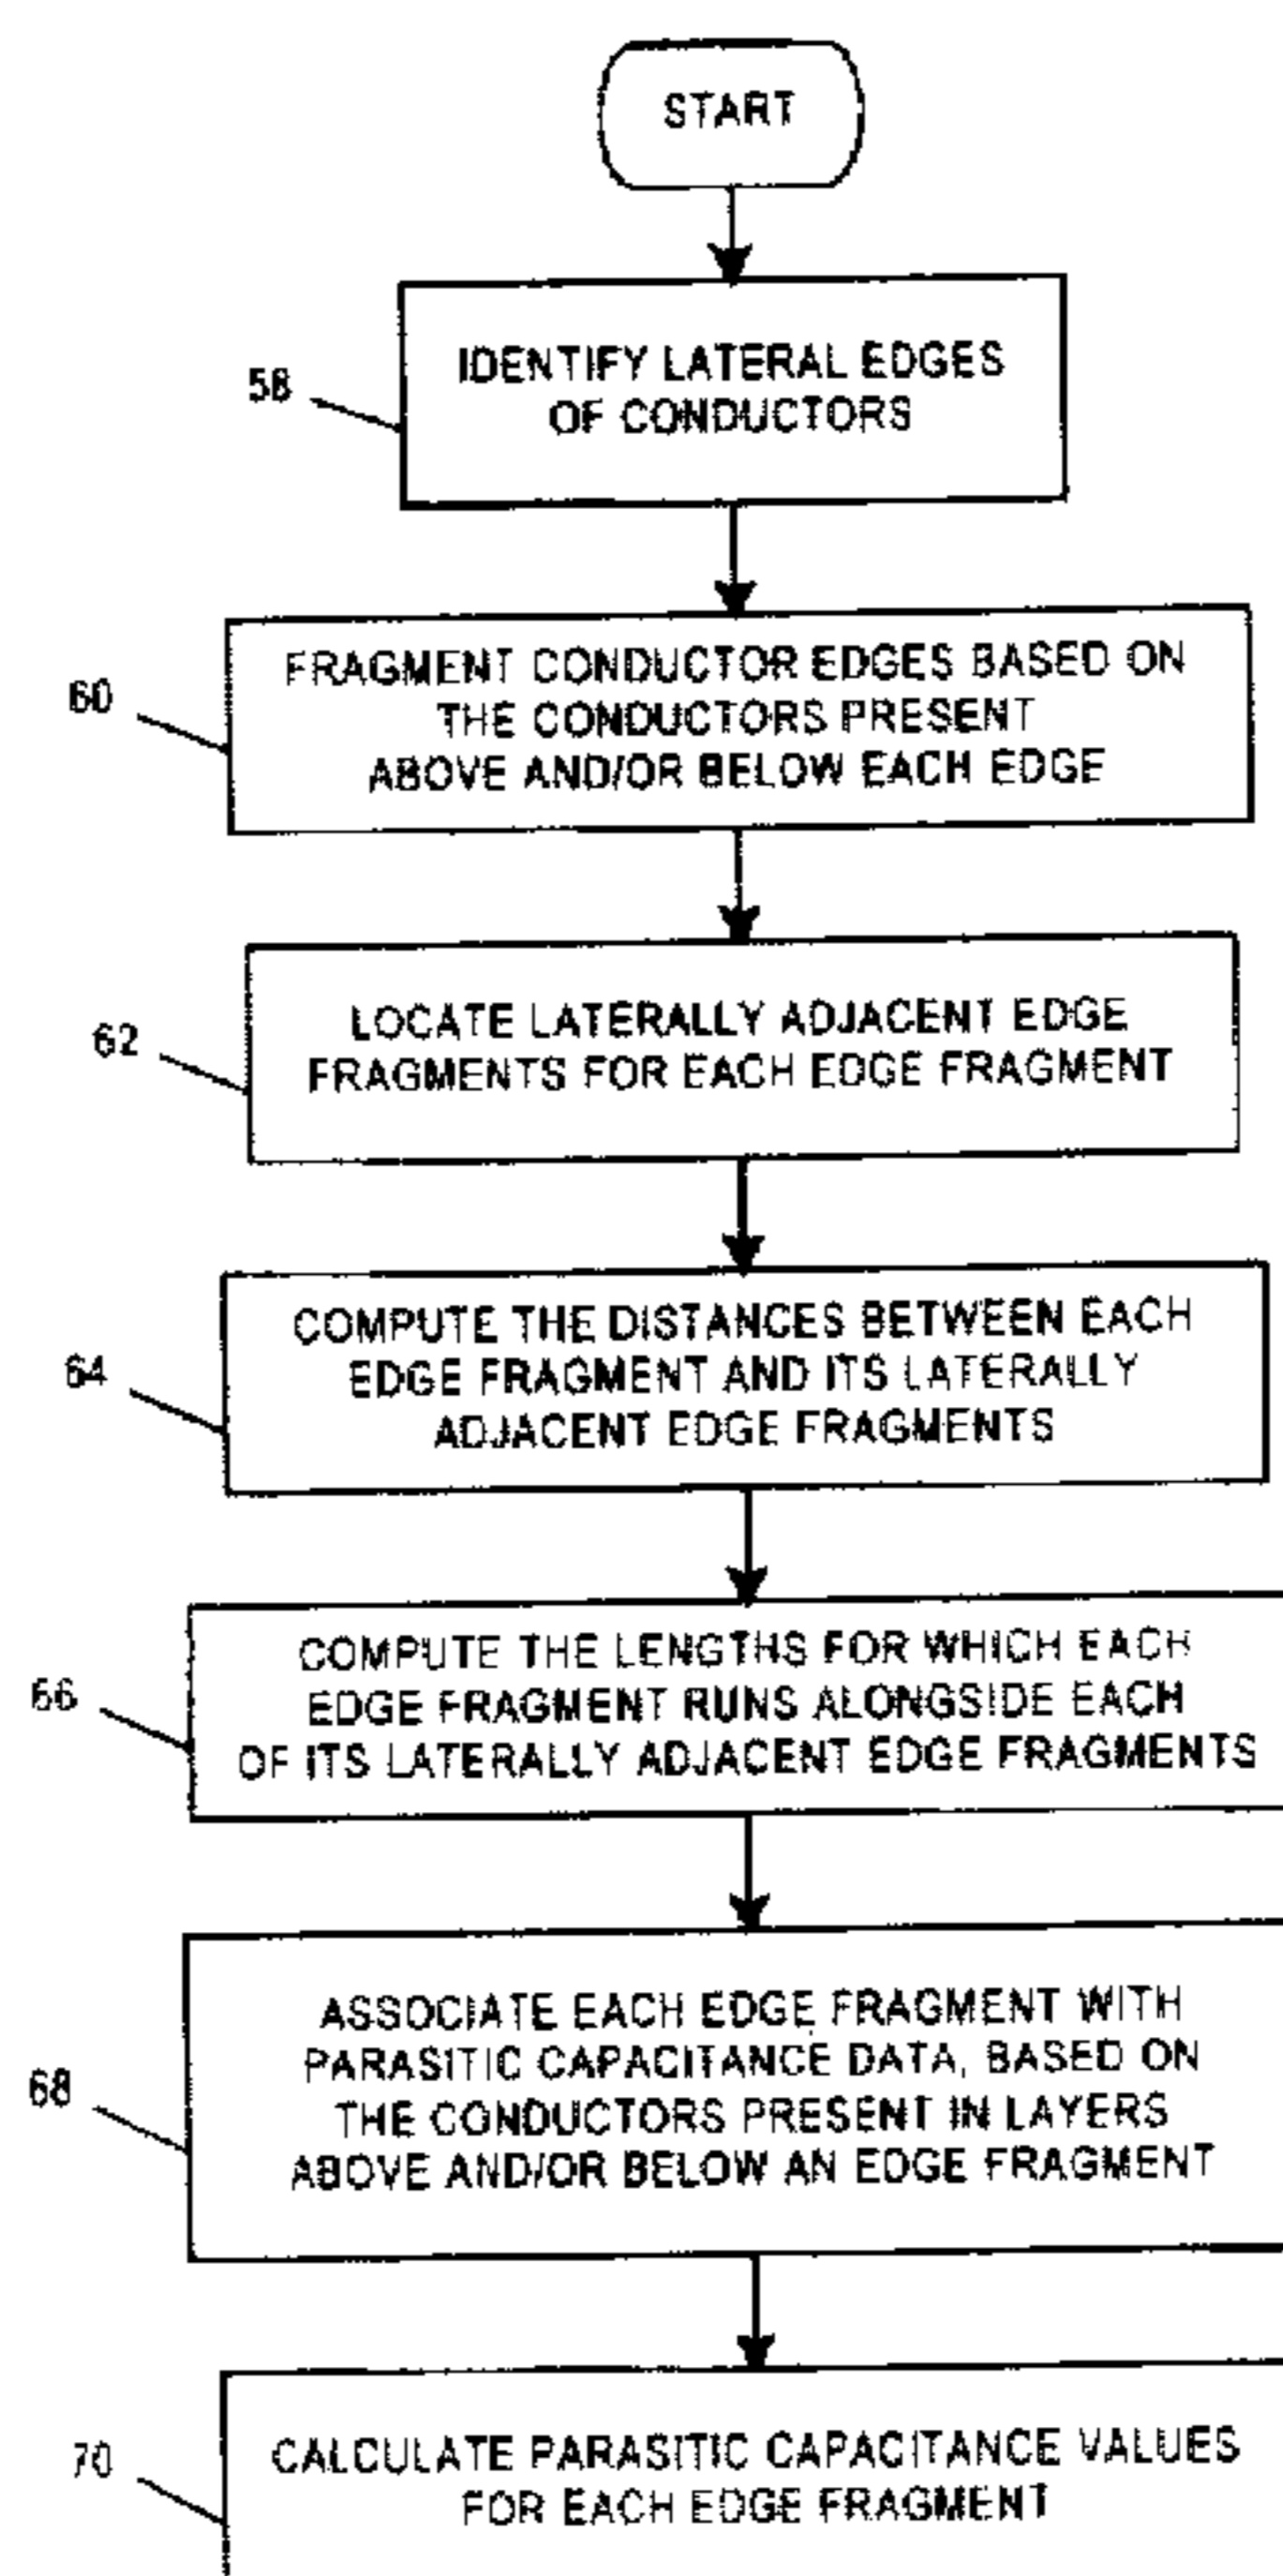 START
58
IDENTIFY LATERAL EDGES
OF CONDUCTORS
60
FRAGMENT CONDUCTOR EDGES BASED ON
THE CONDUCTORS PRESENT
ABOVE AND/OR BELOW EACH EDGE
62
LOCATE LATERALLY ADJACENT EDGE
FRAGMENTS FOR EACH EDGE FRAGMENT
64
COMPUTE THE DISTANCES BETWEEN EACH
EDGE FRAGMENT AND ITS LATERALLY
ADJACENT EDGE FRAGMENTS
66
COMPUTE THE LENGTHS FOR WHICH EACH
EDGE FRAGMENT RUNS ALONGSIDE EACH
OF ITS LATERALLY ADJACENT EDGE FRAGMENTS
68
ASSOCIATE EACH EDGE FRAGMENT WITH
PARASITIC CAPACITANCE DATA, BASED ON
THE CONDUCTORS PRESENT IN LAYERS
ABOVE AND/OR BELOW AN EDGE FRAGMENT
70
CALCULATE PARASITIC CAPACITANCE VALUES
FOR EACH EDGE FRAGMENT